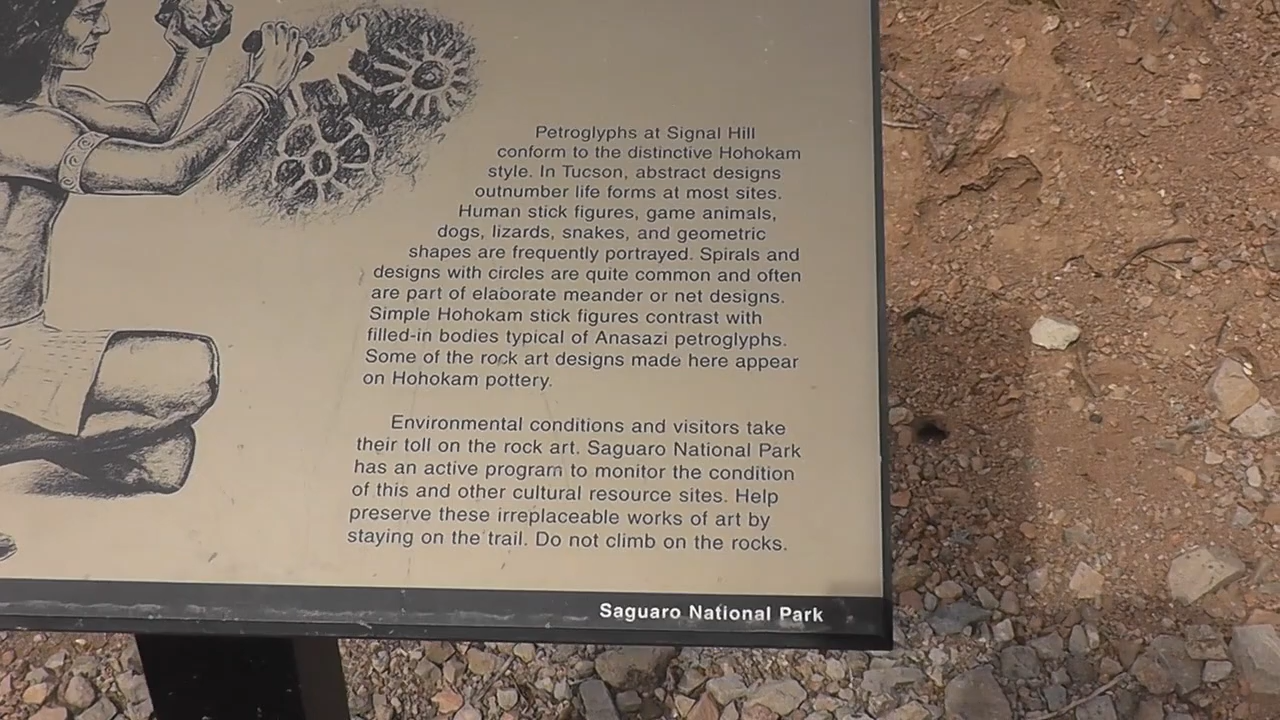 Petroglyphs at Signal Hill
conform to the distinctive Hohokam
style. In Tucson, abstract designs
outnumber life forms at most sites.
Human stick figures, game animals,
dogs, lizards, snakes, and geometric
shapes are frequently portrayed. Spirals and
designs with circles are quite common and often
are part of elaborate meander or net designs.
Simple Hohokam stick figures contrast with
filled-in bodies typical of Anasazi petroglyphs.
Some of the rock art designs made here appear
on Hohokam pottery.
Environmental conditions and visitors take
their toll on the rock art. Saguaro National Park
has an active program to monitor the condition
of this and other cultural resource sites. Help
preserve these irreplaceable works of art by
staying on the trail. Do not climb on the rocks.
Saguaro National Park